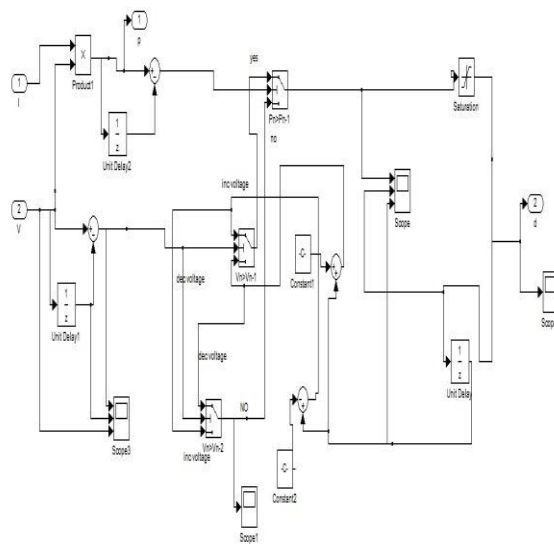 1
p
yes
1
I
×
Product1
+
-
Pn>Pn-1
Saturation
1
z
Unit Delay2
no
2
V
+
-
inc voltage
-C-
Constant1
Vn>Vn-1
Scope
2
d
Scope
1
z
Unit Delay1
dec voltage
dec voltage
1
z
Unit Delay
Scope3
NO
Vn>Vn-2
Inc voltage
-C-
Constant2
Scope1